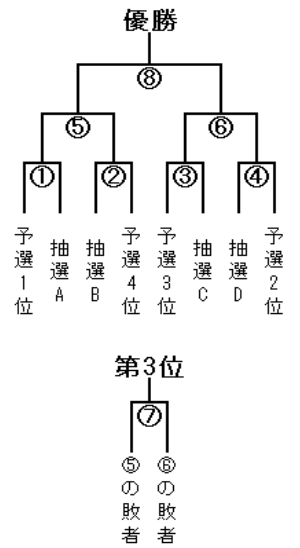 優勝
⑧
⑤
⑥
①
②
③
④
予選1位
抽選A
抽選B
予選4位
予選3位
抽選C
抽選D
予選2位
第3位
⑦
⑤の敗者
⑥の敗者